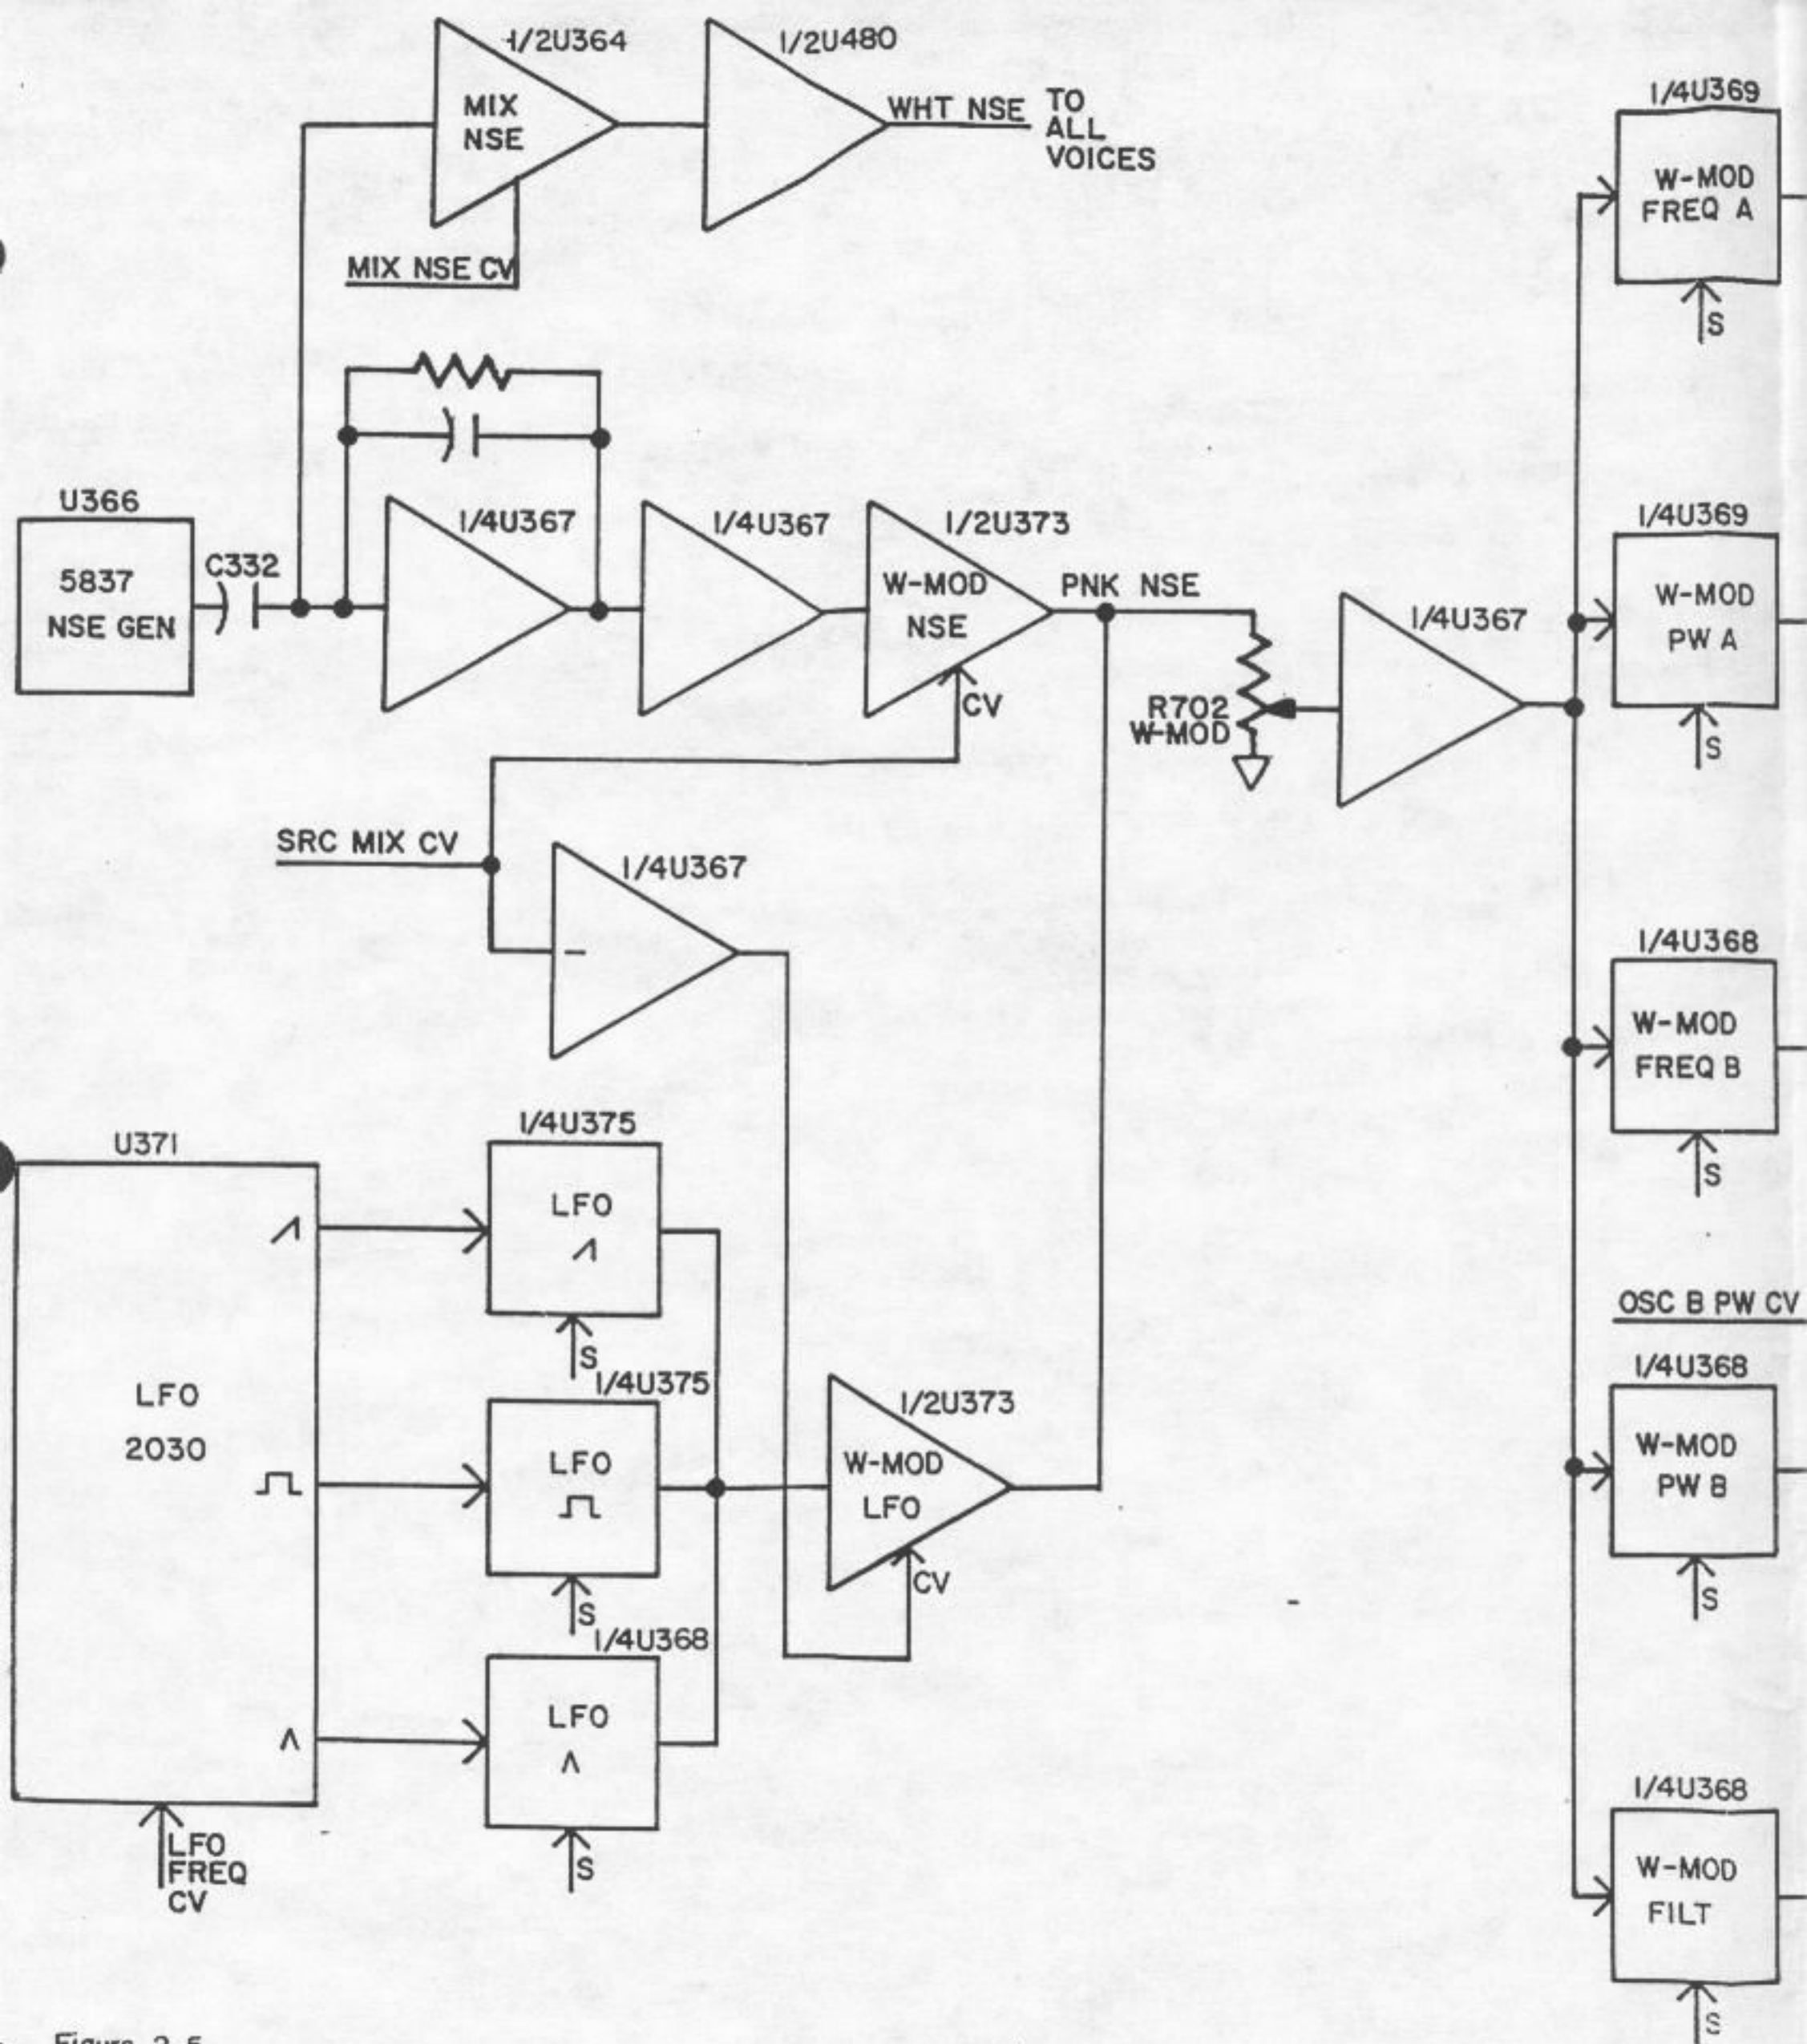 1/2U364
MIX
NSE
MIX NSE CV
1/2U480
WHT NSE
TO
ALL
VOICES
U366
5837
NSE GEN
C332
1/4U367
1/4U367
1/2U373
W-MOD
NSE
CV
PNK NSE
R702
W-MOD
1/4U367
SRC MIX CV
1/4U367
-
U371
LFO
2030
LFO
FREQ
CV
1/4U375
LFO
S
1/4U375
LFO
S
1/4U368
LFO
S
1/2U373
W-MOD
LFO
CV
1/4U369
W-MOD
FREQ A
S
1/4U369
W-MOD
PW A
S
1/4U368
W-MOD
FREQ B
S
OSC B PW CV
1/4U368
W-MOD
PW B
S
1/4U368
W-MOD
FILT
S